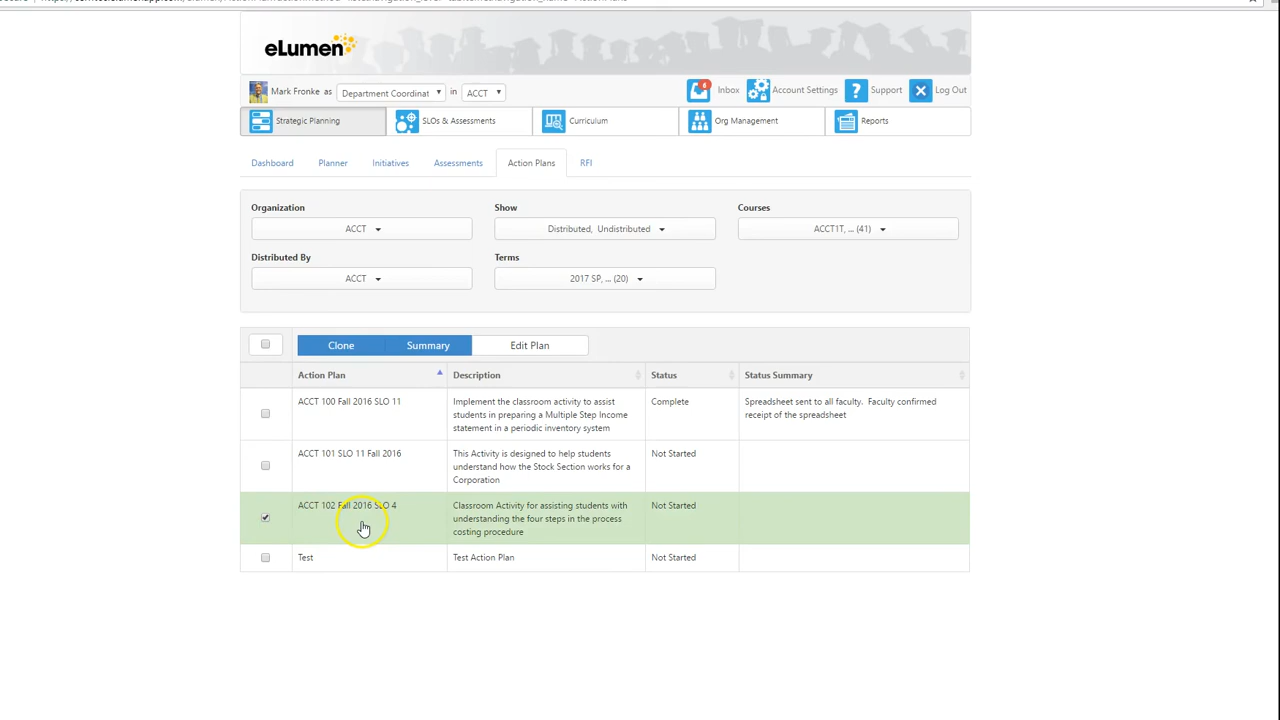 eLumen
Mark Fronke as Department Coordinat in ACCT
6
Inbox Account Settings ? Support Log Out
Strategic Planning SLOs & Assessments Curriculum Org Management Reports
Dashboard Planner Initiatives Assessments Action Plans RFI
Organization Show Courses
ACCT Distributed, Undistributed ACCT1T, ... (41)
Distributed By Terms
ACCT 2017 SP, ... (20)
Clone Summary Edit Plan
Action Plan Description Status Status Summary
ACCT 100 Fall 2016 SLO 11 Implement the classroom activity to assist Complete Spreadsheet sent to all faculty. Faculty confirmed
students in preparing a Multiple Step Income receipt of the spreadsheet
statement in a periodic inventory system
ACCT 101 SLO 11 Fall 2016 This Activity is designed to help students Not Started
understand how the Stock Section works for a
Corporation
ACCT 102 Fall 2016 SLO 4 Classroom Activity for assisting students with Not Started
understanding the four steps in the process
costing procedure
Test Test Action Plan Not Started